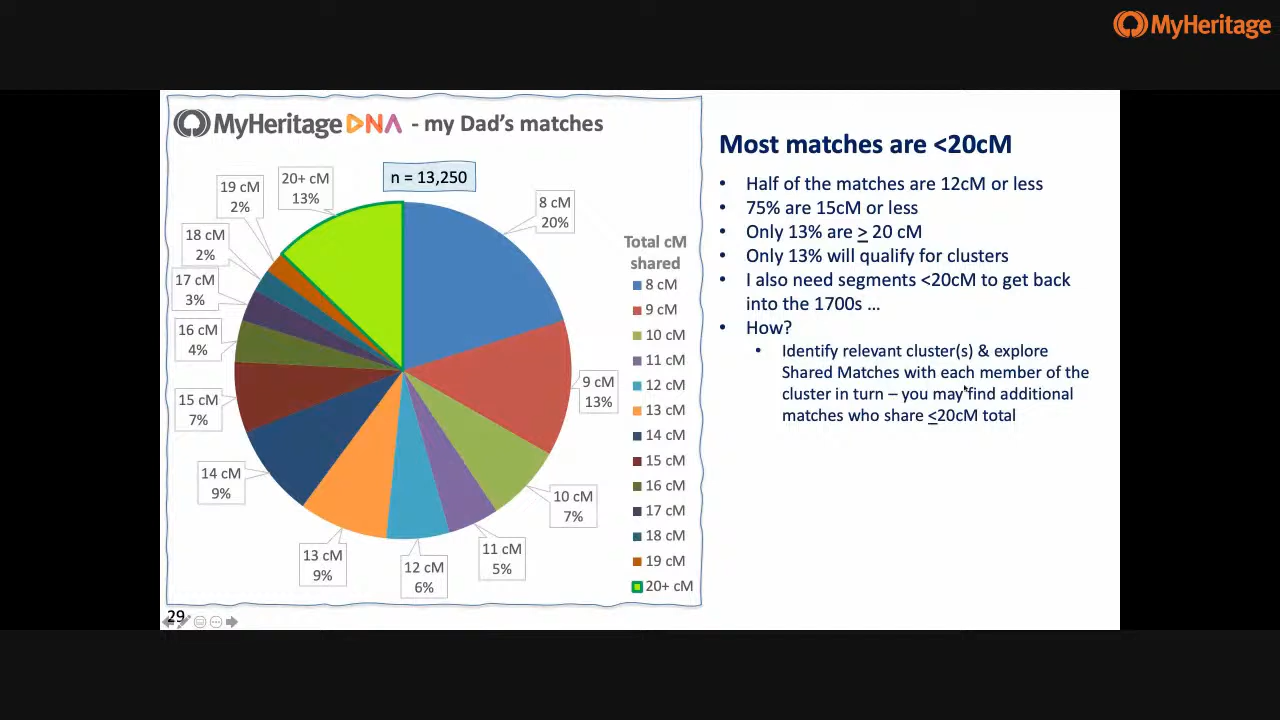 MyHeritage
MyHeritage DNA - my Dad's matches
n = 13,250
19 cM
2%
20+ cM
13%
8 cM
20%
18 cM
2%
17 cM
3%
16 cM
4%
15 cM
7%
14 cM
9%
13 cM
9%
12 cM
6%
11 cM
5%
10 cM
7%
9 cM
13%
Total cM
shared
8 cM
9 cM
10 cM
11 cM
12 cM
13 cM
14 cM
15 cM
16 cM
17 cM
18 cM
19 cM
20+ cM
Most matches are <20cM
• Half of the matches are 12cM or less
• 75% are 15cM or less
• Only 13% are > 20 cM
• Only 13% will qualify for clusters
• I also need segments <20cM to get back
into the 1700s …
• How?
• Identify relevant cluster(s) & explore
Shared Matches with each member of the
cluster in turn – you may find additional
matches who share <20cM total
29